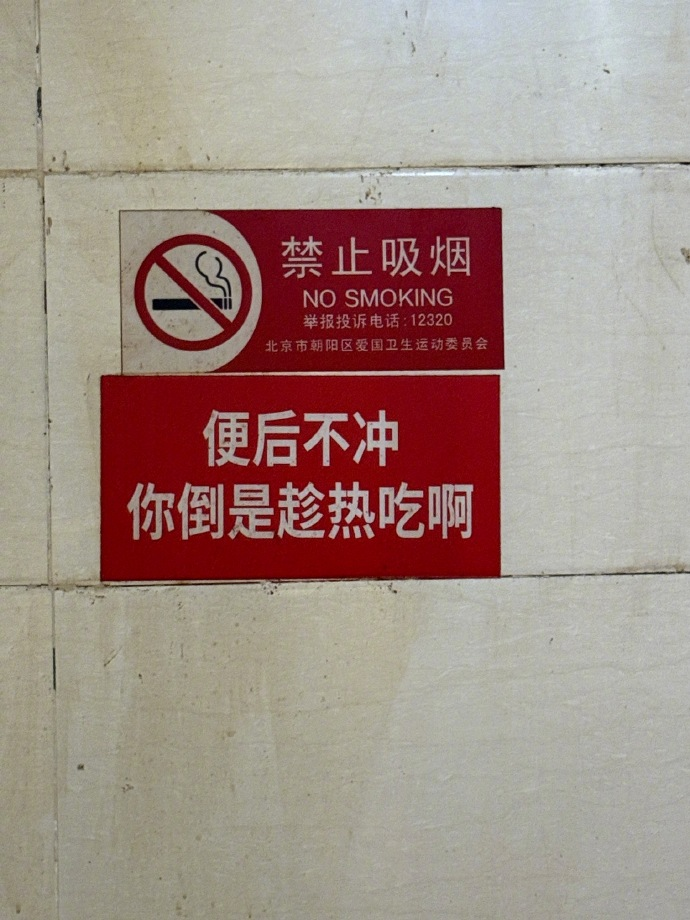 禁止吸烟
NO SMOKING
举报投诉电话:12320
北京市朝阳区爱国卫生运动委员会
便后不冲
你倒是趁热吃啊